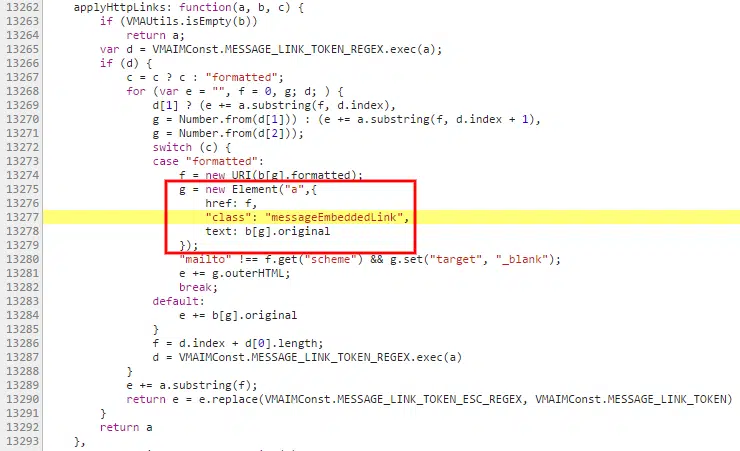 13262 applyHttpLinks: function(a, b, c) {
13263 if (VMAUtils.isEmpty(b))
13264 return a;
13265 var d = VMAIMConst.MESSAGE_LINK_TOKEN_REGEX.exec(a);
13266 if (d) {
13267 c = c ? c : "formatted";
13268 for (var e = "", f = 0, g; d; ) {
13269 d[1] ? (e += a.substring(f, d.index),
13270 g = Number.from(d[1])) : (e += a.substring(f, d.index + 1),
13271 g = Number.from(d[2]));
13272 switch (c) {
13273 case "formatted":
13274 f = new URI(b[g].formatted);
13275 g = new Element("a",{
13276 href: f,
13277 "class": "messageEmbeddedLink",
13278 text: b[g].original
13279 });
13280 "mailto" !== f.get("scheme") && g.set("target", "_blank");
13281 e += g.outerHTML;
13282 break;
13283 default:
13284 e += b[g].original
13285 }
13286 f = d.index + d[0].length;
13287 d = VMAIMConst.MESSAGE_LINK_TOKEN_REGEX.exec(a)
13288 }
13289 e += a.substring(f);
13290 return e = e.replace(VMAIMConst.MESSAGE_LINK_TOKEN_ESC_REGEX, VMAIMConst.MESSAGE_LINK_TOKEN)
13291 }
13292 return a
13293 },